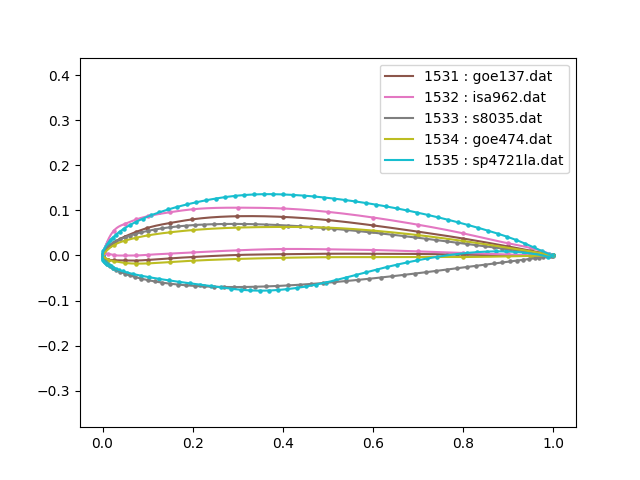 1531 : goe137.dat
1532 : isa962.dat
1533 : s8035.dat
1534 : goe474.dat
1535 : sp4721la.dat
0.4
0.3
0.2
0.1
0.0
−0.1
−0.2
−0.3
0.0 0.2 0.4 0.6 0.8 1.0